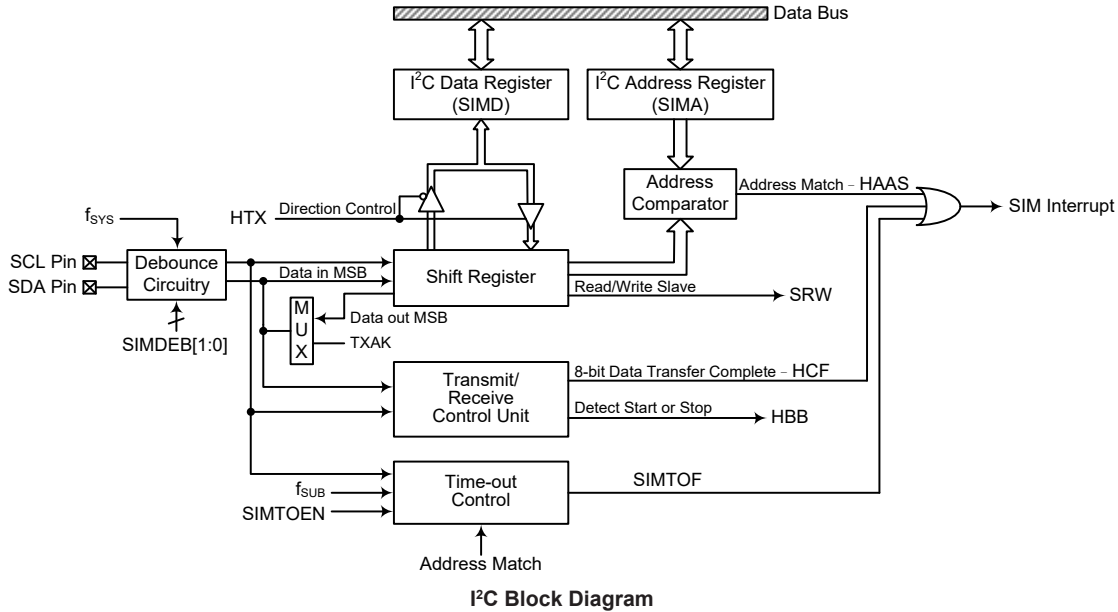 Data Bus
I²C Data Register
(SIMD)
I²C Address Register
(SIMA)
Address
Comparator
Address Match - HAAS
SIM Interrupt
HTX
Direction Control
fSYS
SCL Pin
SDA Pin
Debounce
Circuitry
SIMDEB[1:0]
Data in MSB
Shift Register
Read/Write Slave
SRW
M
U
X
Data out MSB
TXAK
Transmit/
Receive
Control Unit
8-bit Data Transfer Complete - HCF
Detect Start or Stop
HBB
fSUB
SIMTOEN
Time-out
Control
SIMTOF
Address Match
I²C Block Diagram